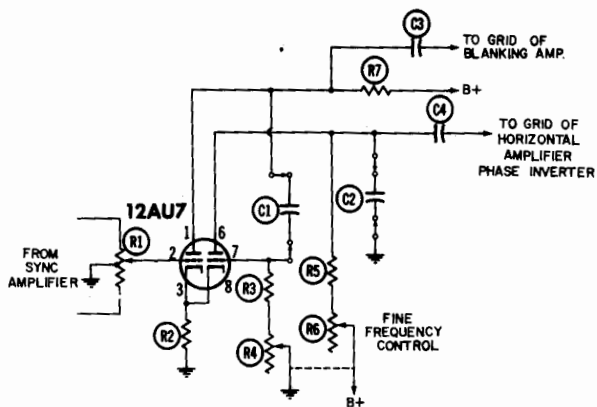 C3
TO GRID OF
BLANKING AMP.
R7
B+
C4
TO GRID OF
HORIZONTAL
AMPLIFIER
PHASE INVERTER
12AU7
1
6
C1
C2
R1
2
7
FROM
SYNC
AMPLIFIER
3
8
R3
R5
R2
R4
R6
FINE
FREQUENCY
CONTROL
B+